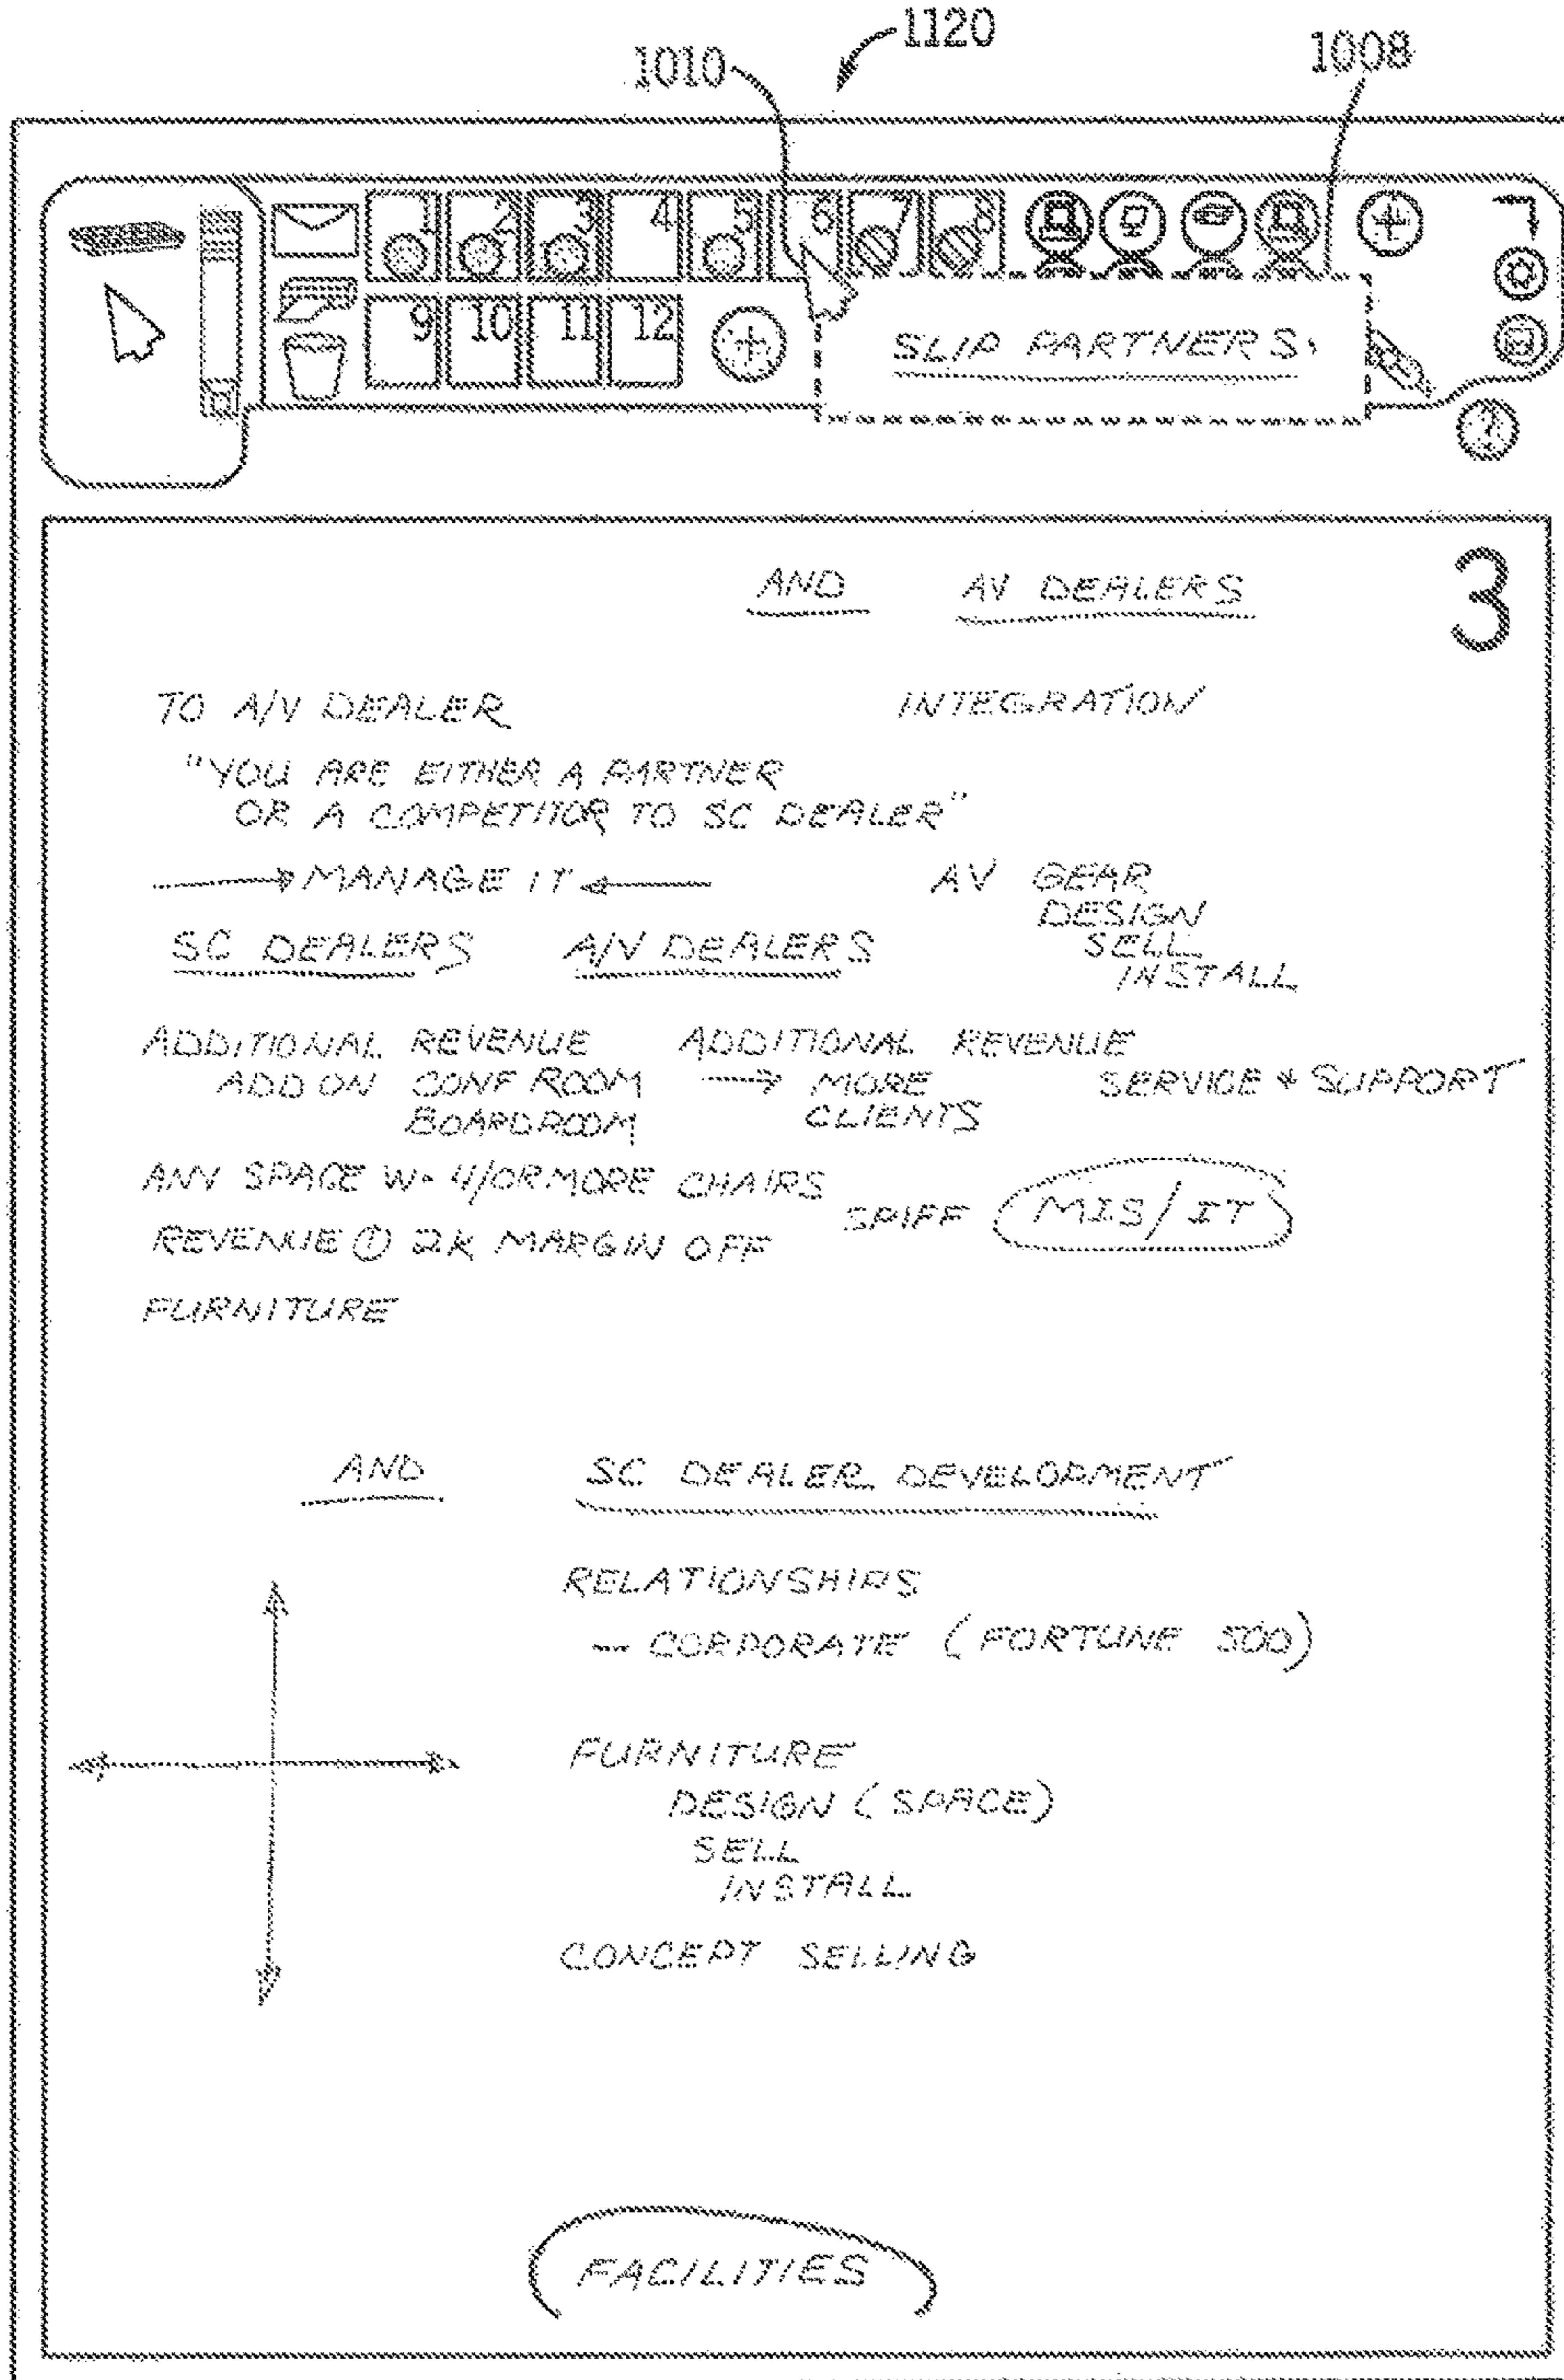 1010 1120 1008
1 2 3 4 5 6 7 8
9 10 11 12
SLIP PARTNERS
?
3
AND AV DEALERS
TO A/V DEALER INTEGRATION
"YOU ARE EITHER A PARTNER
OR A COMPETITOR TO SC DEALER"
MANAGE IT AV GEAR
DESIGN
SC DEALERS A/V DEALERS SELL
INSTALL
ADDITIONAL REVENUE ADDITIONAL REVENUE
ADD ON CONF ROOM → MORE SERVICE + SUPPORT
BOARDROOM CLIENTS
ANY SPACE W- 4/OR MORE CHAIRS
SPIFF MIS/IT
REVENUE @ 2K MARGIN OFF
FURNITURE
AND SC DEALER DEVELOPMENT
RELATIONSHIPS
- CORPORATE (FORTUNE 500)
FURNITURE
DESIGN (SPACE)
SELL
INSTALL
CONCEPT SELLING
FACILITIES